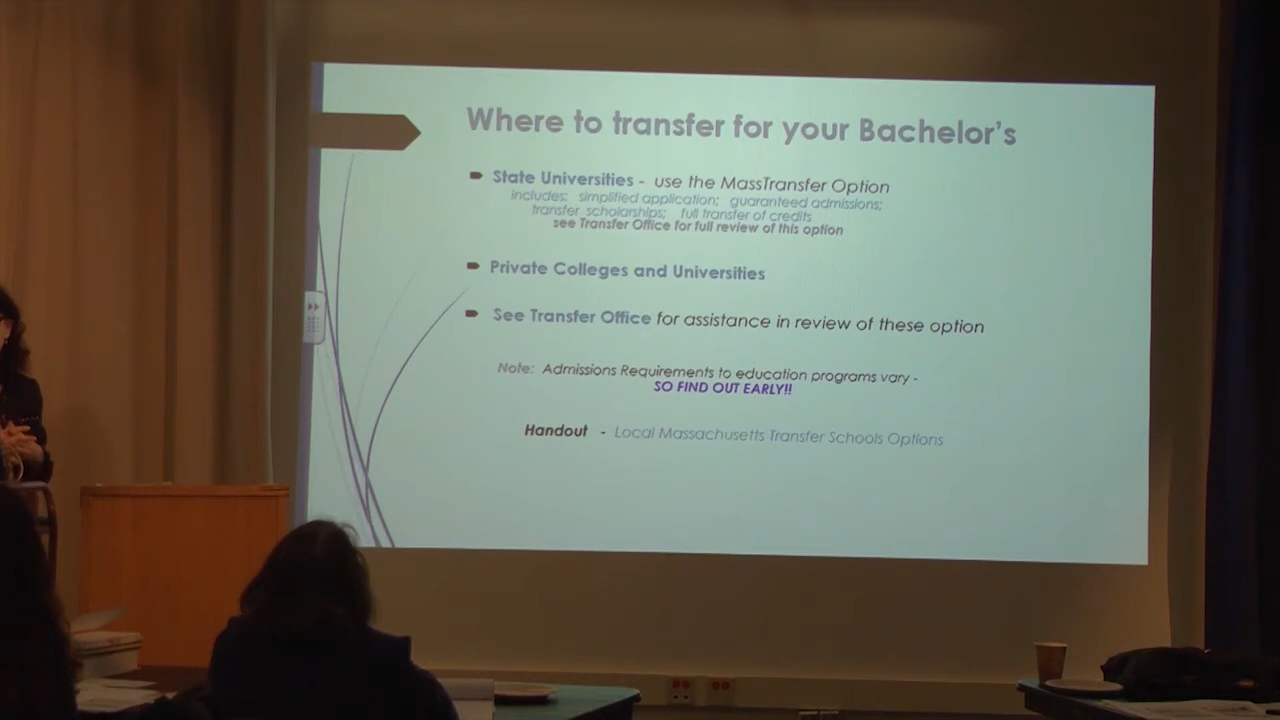 Where to transfer for your Bachelor's
State Universities - use the MassTransfer Option
includes: simplified application; guaranteed admissions;
transfer scholarships; full transfer of credits
see Transfer Office for full review of this option
Private Colleges and Universities
See Transfer Office for assistance in review of these option
Note: Admissions Requirements to education programs vary -
SO FIND OUT EARLY!!
Handout - Local Massachusetts Transfer Schools Options